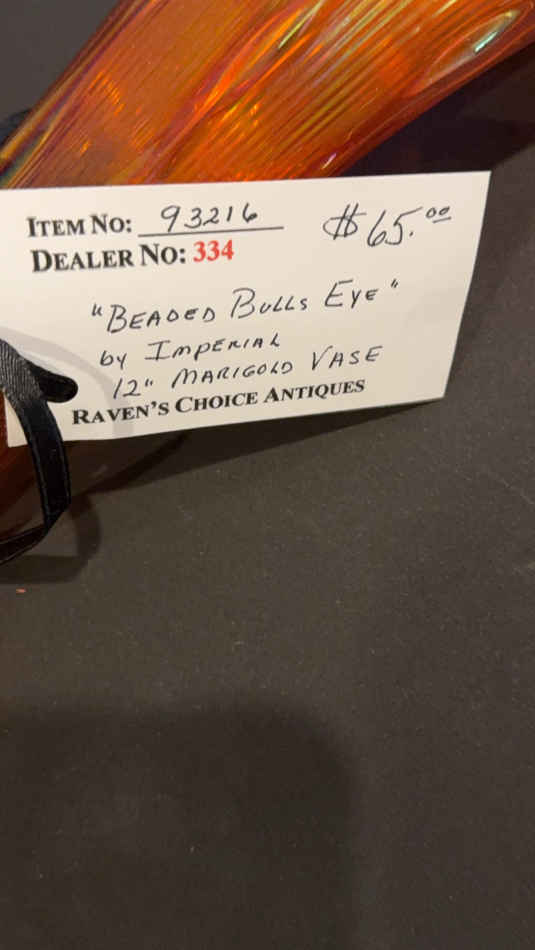 ITEM NO: 93216 $65.00
DEALER NO: 334
"BEADED BULLS EYE"
by IMPERIAL
12" MARIGOLD VASE
RAVEN'S CHOICE ANTIQUES